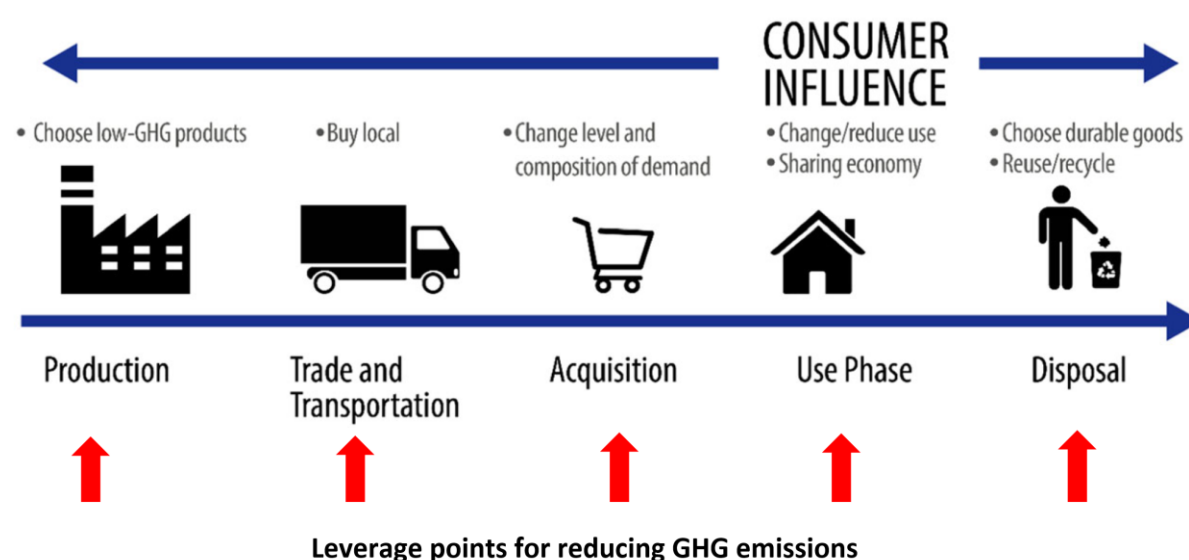 CONSUMER
INFLUENCE
• Choose low-GHG products
• Buy local
• Change level and
composition of demand
• Change/reduce use
• Sharing economy
• Choose durable goods
• Reuse/recycle
Production
Trade and
Transportation
Acquisition
Use Phase
Disposal
Leverage points for reducing GHG emissions